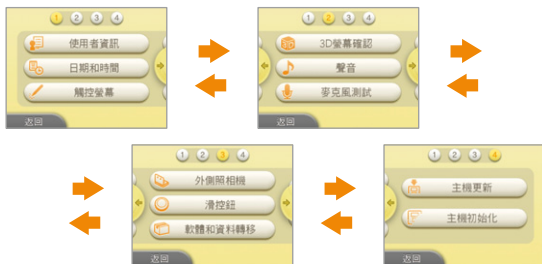 1 2 3 4
使用者資訊
日期和時間
觸控螢幕
返回
1 2 3 4
3D螢幕確認
聲音
麥克風測試
返回
1 2 3 4
外側照相機
滑控鈕
軟體和資料轉移
返回
1 2 3 4
主機更新
主機初始化
返回